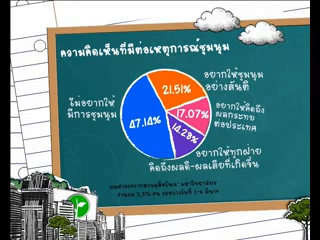 ความคิดเห็นที่มีต่อเหตุการณ์ชุมนุม
21.51%
อยากให้ชุมนุม
อย่างสันติ
17.07%
อยากให้คิดถึง
ผลกระทบ
ต่อประเทศ
14.28%
อยากให้ทุกฝ่าย
คิดถึงผลดี-ผลเสียที่เกิดขึ้น
47.14%
ไม่อยากให้
มีการชุมนุม